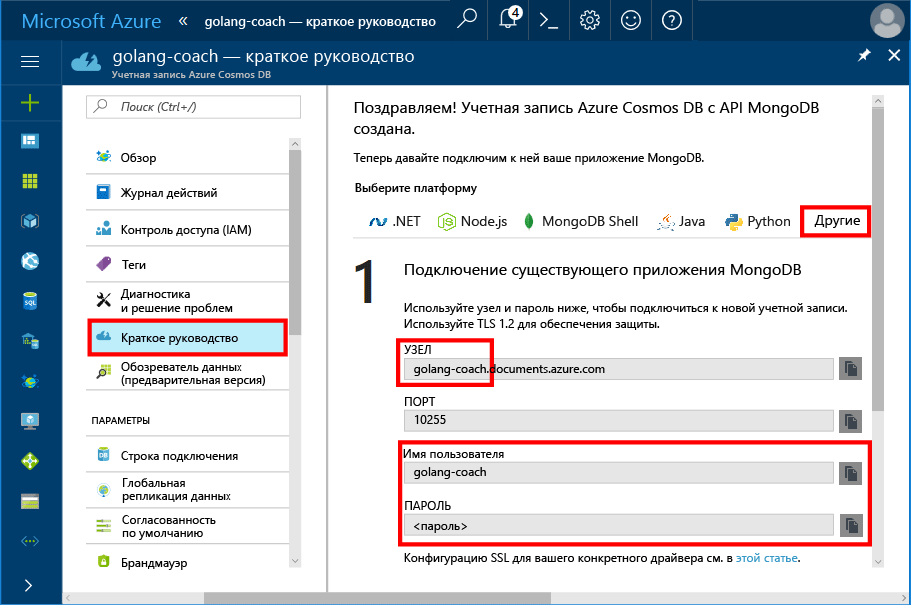 Microsoft Azure « golang-coach — краткое руководство 4
golang-coach — краткое руководство
Учетная запись Azure Cosmos DB
Поиск (Ctrl+/)
Обзор
Журнал действий
Контроль доступа (IAM)
Теги
Диагностика
и решение проблем
Краткое руководство
Обозреватель данных
(предварительная версия)
ПАРАМЕТРЫ
Строка подключения
Глобальная
репликация данных
Согласованность
по умолчанию
Брандмауэр
Поздравляем! Учетная запись Azure Cosmos DB с API MongoDB
создана.
Теперь давайте подключим к ней ваше приложение MongoDB.
Выберите платформу
.NET Node.js MongoDB Shell Java Python Другие
1 Подключение существующего приложения MongoDB
Используйте узел и пароль ниже, чтобы подключиться к новой учетной записи.
Используйте TLS 1.2 для обеспечения защиты.
УЗЕЛ
golang-coach.documents.azure.com
ПОРТ
10255
Имя пользователя
golang-coach
ПАРОЛЬ
<пароль>
Конфигурацию SSL для вашего конкретного драйвера см. в этой статье.